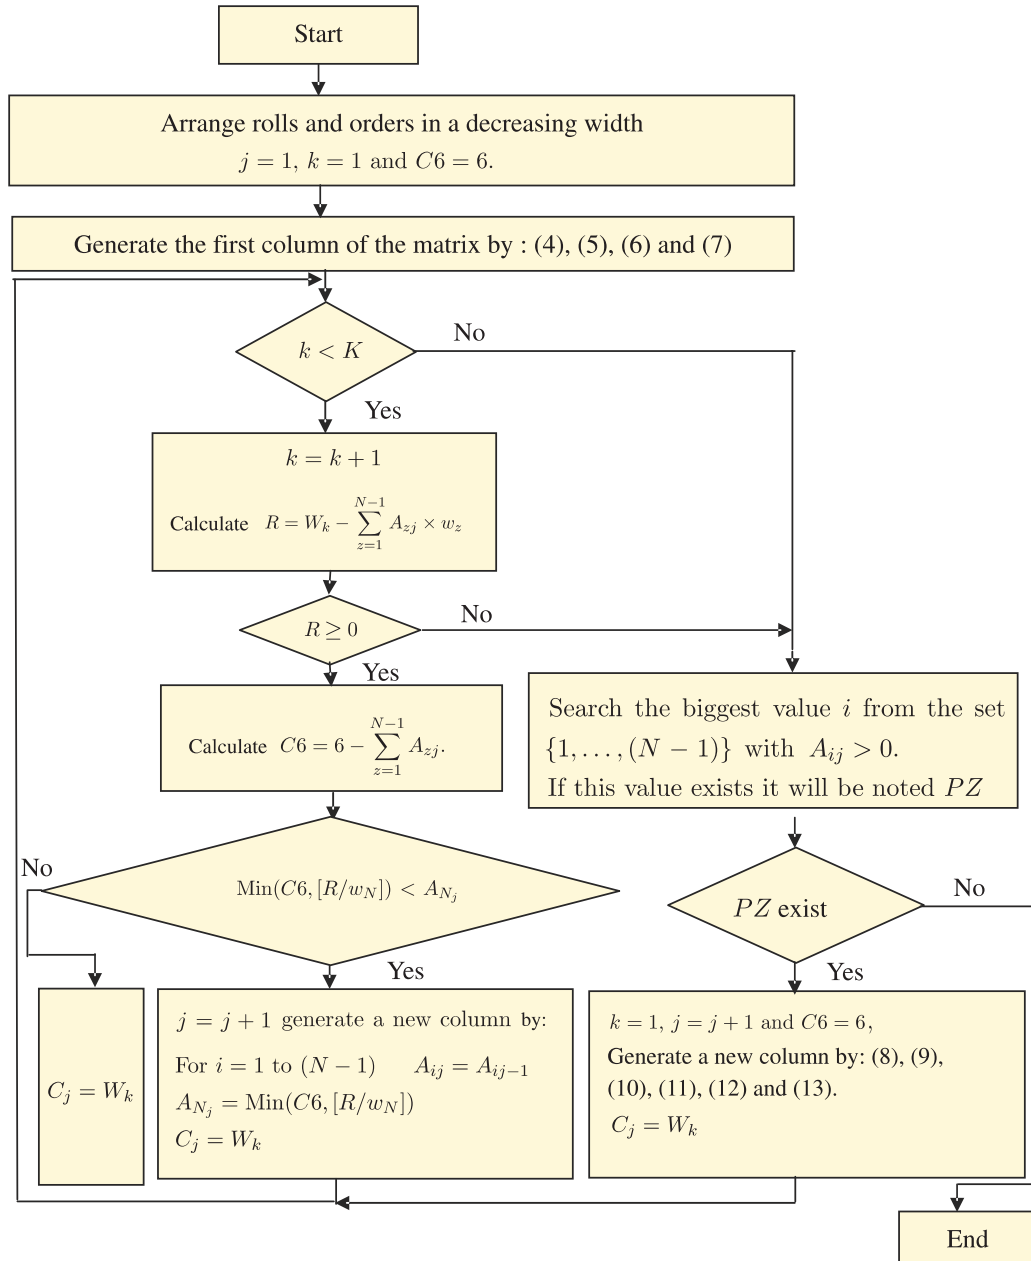 Start
Arrange rolls and orders in a decreasing width
j = 1, k = 1 and C6 = 6.
Generate the first column of the matrix by : (4), (5), (6) and (7)
k < K
No
Yes
k = k + 1
Calculate R = W_k − \sum_{z=1}^{N−1} A_{zj} × w_z
R ≥ 0
No
Yes
Calculate C6 = 6 − \sum_{z=1}^{N−1} A_{zj}.
Search the biggest value i from the set
{1, . . . , (N − 1)} with A_{ij} > 0.
If this value exists it will be noted PZ
No
Min(C6, [R/w_N]) < A_{N_j}
Yes
PZ exist
No
Yes
C_j = W_k
j = j + 1 generate a new column by:
For i = 1 to (N − 1) A_{ij} = A_{ij−1}
A_{N_j} = Min(C6, [R/w_N])
C_j = W_k
k = 1, j = j + 1 and C6 = 6,
Generate a new column by: (8), (9),
(10), (11), (12) and (13).
C_j = W_k
End